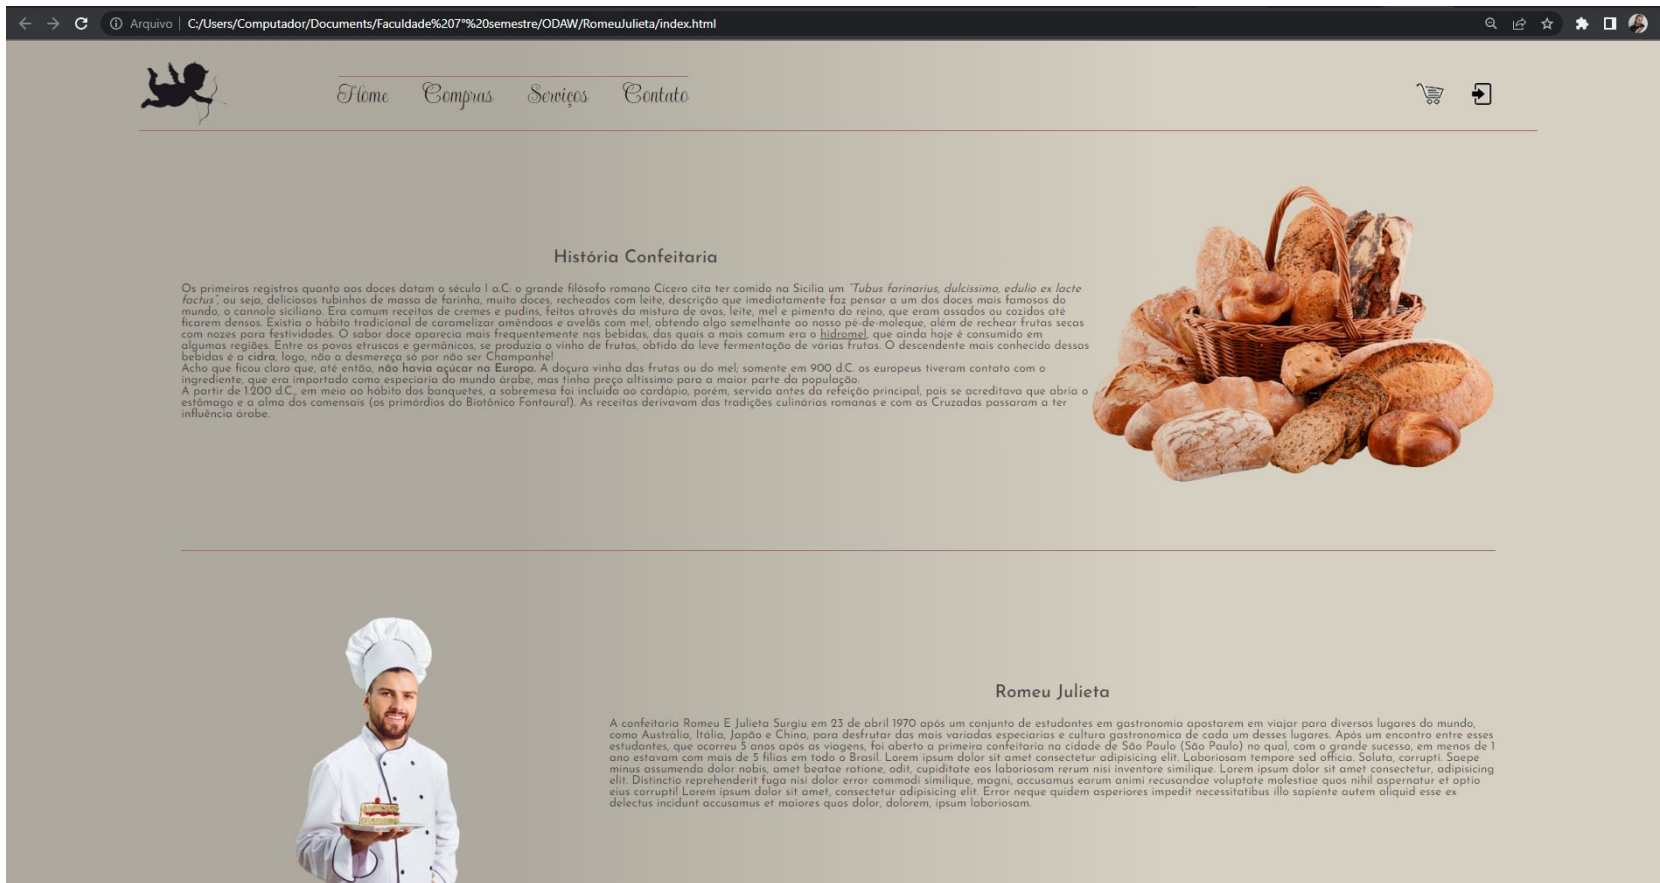 Arquivo | C:/Users/Computador/Documents/Faculdade%207°%20semestre/ODAW/RomeuJulieta/index.html
Home Compras Serviços Contato
História Confeitaria
Os primeiros registros quanto aos doces datam o século I a.C: o grande filósofo romano Cícero cita ter comido na Sicília um “Tubus farinarius, dulcissimo, edulio ex lacte
factus”, ou seja, deliciosos tubinhos de massa de farinha, muito doces, recheados com leite, descrição que imediatamente faz pensar a um dos doces mais famosos do
mundo, o cannolo siciliano. Era comum receitas de cremes e pudins, feitos através da mistura de ovos, leite, mel e pimenta do reino, que eram assados ou cozidos até
ficarem densos. Existia o hábito tradicional de caramelizar amêndoas e avelãs com mel, obtendo algo semelhante ao nosso pé-de-moleque, além de rechear frutas secas
com nozes para festividades. O sabor doce aparecia mais frequentemente nas bebidas, das quais a mais comum era o hidromel, que ainda hoje é consumido em
algumas regiões. Entre os povos etruscos e germânicos, se produzia o vinho de frutas, obtido da leve fermentação de várias frutas. O descendente mais conhecido dessas
bebidas é a cidra, logo, não a desmereça só por não ser Champanhe!
Acho que ficou claro que, até então, não havia açúcar na Europa. A doçura vinha das frutas ou do mel; somente em 900 d.C. os europeus tiveram contato com o
ingrediente, que era importado como especiaria do mundo árabe, mas tinha preço altíssimo para a maior parte da população.
A partir de 1.200 d.C., em meio ao hábito dos banquetes, a sobremesa foi incluída ao cardápio, porém, servida antes da refeição principal, pois se acreditava que abria o
estômago e a alma dos comensais (os primórdios do Biotônico Fontoura!). As receitas derivavam das tradições culinárias romanas e com as Cruzadas passaram a ter
influência árabe.
Romeu Julieta
A confeitaria Romeu E Julieta Surgiu em 23 de abril 1970 após um conjunto de estudantes em gastronomia apostarem em viajar para diversos lugares do mundo,
como Austrália, Itália, Japão e China, para desfrutar das mais variadas especiarias e cultura gastronomica de cada um desses lugares. Após um encontro entre esses
estudantes, que ocorreu 5 anos após as viagens, foi aberto a primeira confeitaria na cidade de São Paulo (São Paulo) no qual, com o grande sucesso, em menos de 1
ano estavam com mais de 5 filias em todo o Brasil. Lorem ipsum dolor sit amet consectetur adipisicing elit. Laboriosam tempore sed officia. Soluta, corrupti. Saepe
minus assumenda dolor nobis, amet beatae ratione, odit, cupiditate eos laboriosam rerum nisi inventore similique. Lorem ipsum dolor sit amet consectetur, adipisicing
elit. Distinctio reprehenderit fuga nisi dolor error commodi similique, magni, accusamus earum animi recusandae voluptate molestiae quos nihil aspernatur et optio
eius corrupti! Lorem ipsum dolor sit amet, consectetur adipisicing elit. Error neque quidem asperiores impedit necessitatibus illo sapiente autem aliquid esse ex
delectus incidunt accusamus et maiores quos dolor, dolorem, ipsum laboriosam.